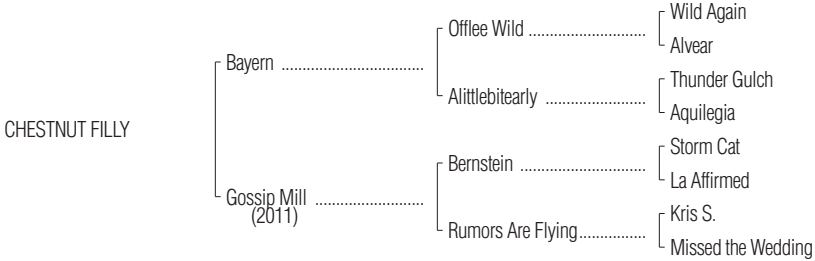 Wild Again
Offlee Wild ..............................
Alvear
Bayern ....................................
Thunder Gulch
Alittlebitearly ..........................
Aquilegia
CHESTNUT FILLY
Storm Cat
Bernstein ................................
La Affirmed
Gossip Mill ...........................
(2011)
Kris S.
Rumors Are Flying.................
Missed the Wedding